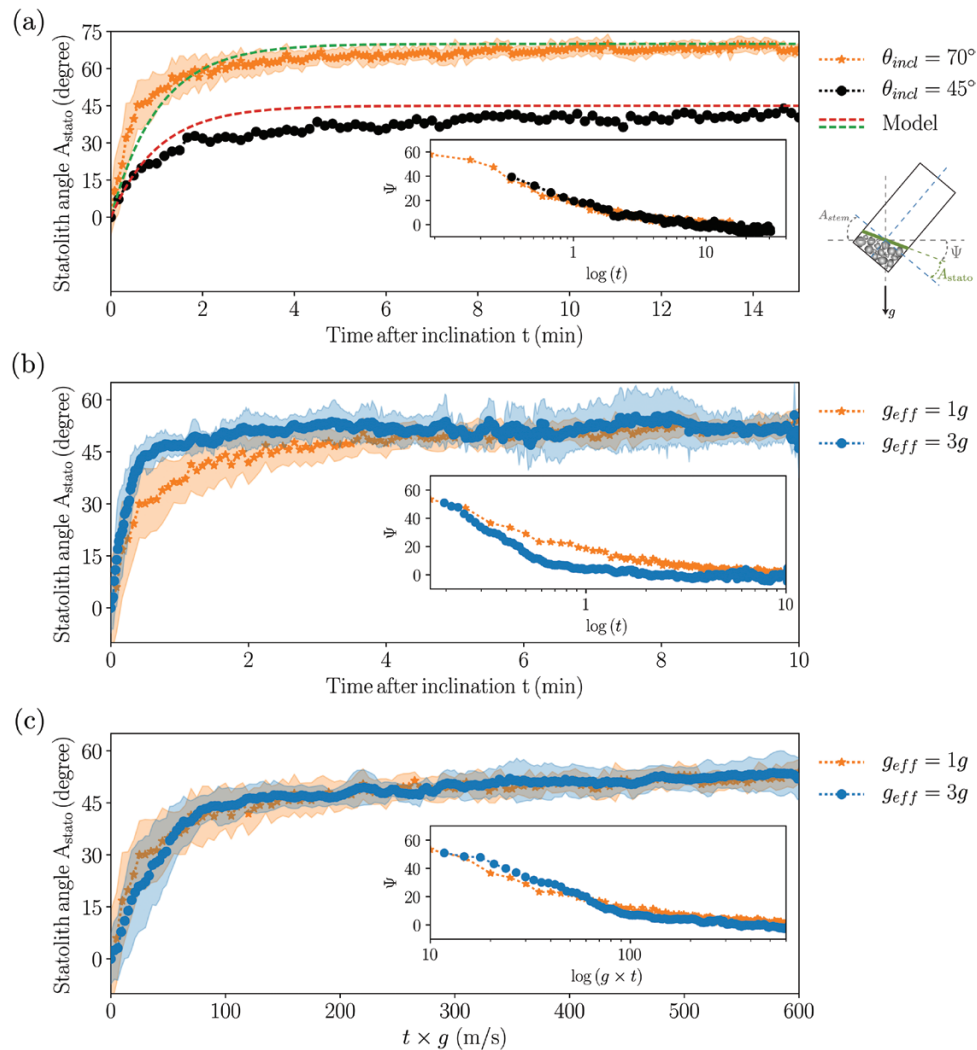 (a)
Statolith angle A_stato (degree)
75
60
45
30
15
0
0 2 4 6 8 10 12 14
Time after inclination t (min)
Ψ
60
40
20
0
1 10
log (t)
θ_incl = 70°
θ_incl = 45°
Model
A_stem
Ψ
A_stato
g
(b)
Statolith angle A_stato (degree)
60
45
30
15
0
0 2 4 6 8 10
Time after inclination t (min)
Ψ
60
40
20
0
1 10
log (t)
g_eff = 1g
g_eff = 3g
(c)
Statolith angle A_stato (degree)
60
45
30
15
0
0 100 200 300 400 500 600
t × g (m/s)
Ψ
60
40
20
0
10 100
log (g × t)
g_eff = 1g
g_eff = 3g